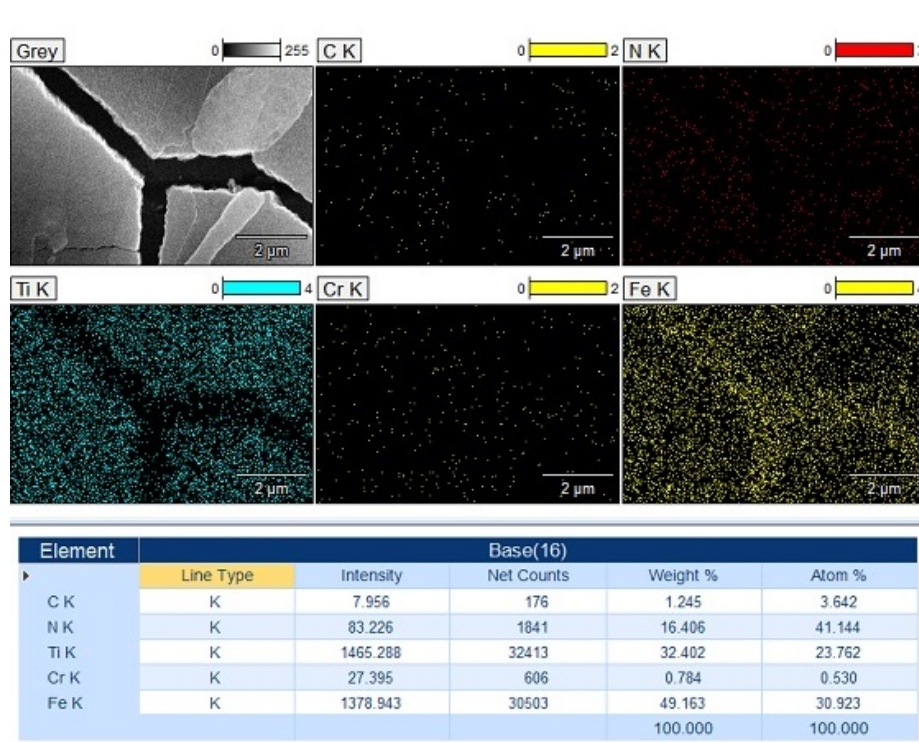 Grey 0 255 C K 0 2 N K 0
2 µm 2 µm 2 µm
Ti K 0 4 Cr K 0 2 Fe K 0
2 µm 2 µm 2 µm
Element Base(16)
Line Type Intensity Net Counts Weight % Atom %
C K K 7.956 176 1.245 3.642
N K K 83.226 1841 16.406 41.144
Ti K K 1465.288 32413 32.402 23.762
Cr K K 27.395 606 0.784 0.530
Fe K K 1378.943 30503 49.163 30.923
100.000 100.000